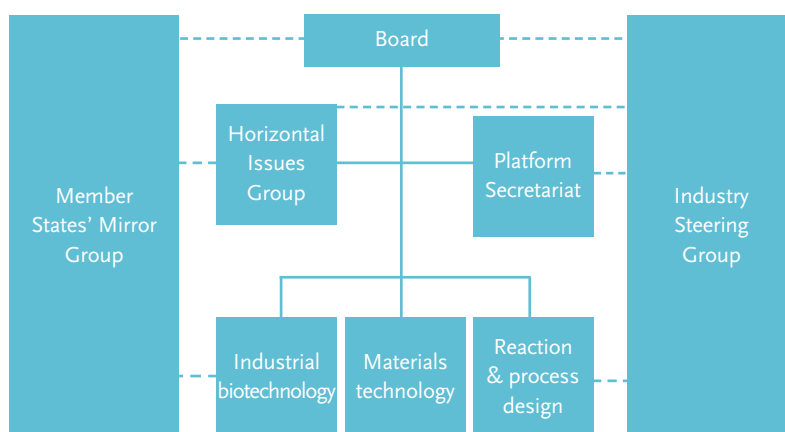 Board
Horizontal
Issues
Group
Platform
Secretariat
Member
States’ Mirror
Group
Industry
Steering
Group
Industrial
biotechnology
Materials
technology
Reaction
& process
design